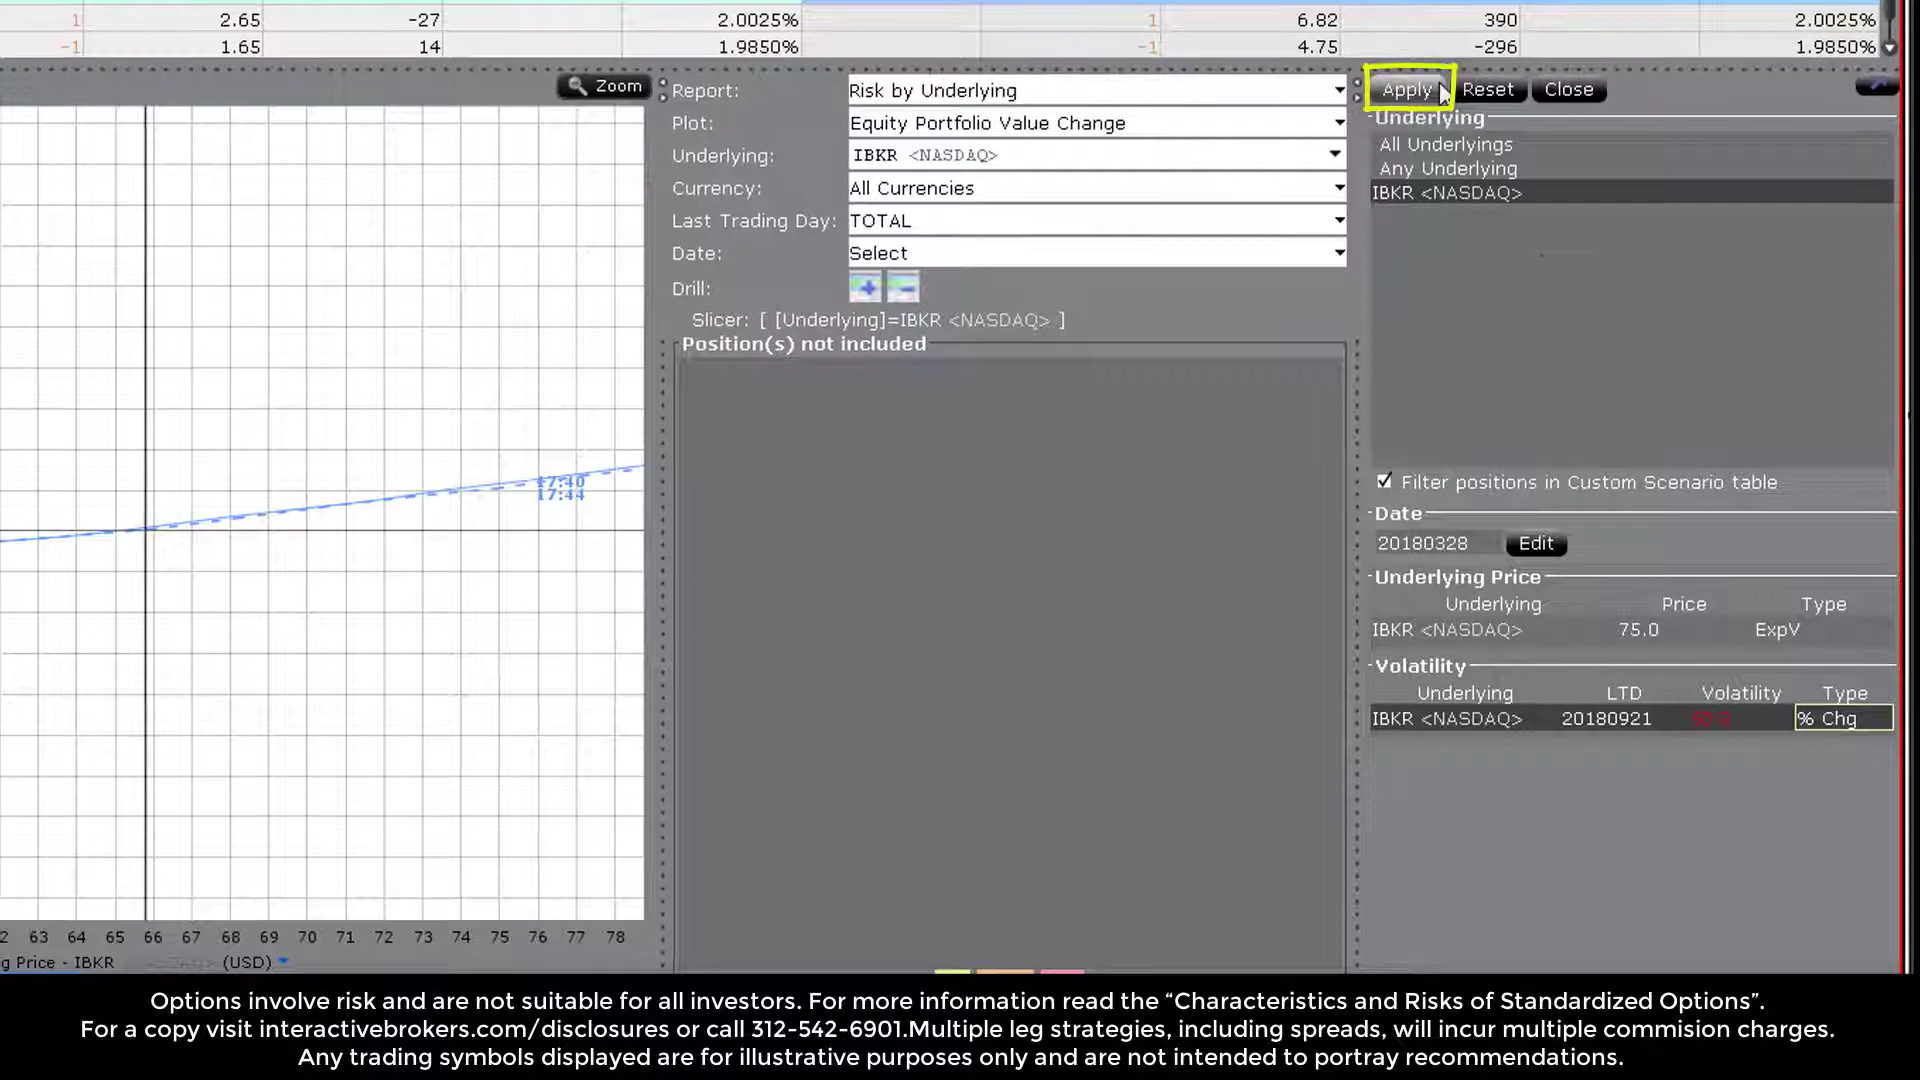 1 2.65 -27 2.0025% 1 6.82 390 2.0025%
-1 1.65 14 1.9850% -1 4.75 -296 1.9850%
Zoom
Report: Risk by Underlying
Plot: Equity Portfolio Value Change
Underlying: IBKR <NASDAQ>
Currency: All Currencies
Last Trading Day: TOTAL
Date: Select
Drill:
Slicer: [ [Underlying]=IBKR <NASDAQ> ]
Position(s) not included
Apply Reset Close
Underlying
All Underlyings
Any Underlying
IBKR <NASDAQ>
Filter positions in Custom Scenario table
Date
20180328 Edit
Underlying Price
Underlying Price Type
IBKR <NASDAQ> 75.0 ExpV
Volatility
Underlying LTD Volatility Type
IBKR <NASDAQ> 20180921 % Chg
17:40
17:44
2 63 64 65 66 67 68 69 70 71 72 73 74 75 76 77 78
g Price - IBKR (USD)
Options involve risk and are not suitable for all investors. For more information read the “Characteristics and Risks of Standardized Options”.
For a copy visit interactivebrokers.com/disclosures or call 312-542-6901.Multiple leg strategies, including spreads, will incur multiple commision charges.
Any trading symbols displayed are for illustrative purposes only and are not intended to portray recommendations.